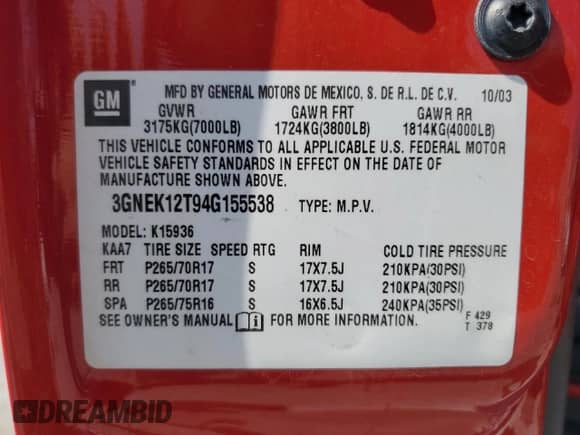 GM MFD BY GENERAL MOTORS DE MEXICO, S. DE R.L. DE C.V. 10/03
GVWR GAWR FRT GAWR RR
3175KG(7000LB) 1724KG(3800LB) 1814KG(4000LB)
THIS VEHICLE CONFORMS TO ALL APPLICABLE U.S. FEDERAL MOTOR
VEHICLE SAFETY STANDARDS IN EFFECT ON THE DATE OF
MANUFACTURE SHOWN ABOVE.
3GNEK12T94G155538 TYPE: M.P.V.
MODEL: K15936
KAA7 TIRE SIZE SPEED RTG RIM COLD TIRE PRESSURE
FRT P265/70R17 S 17X7.5J 210KPA(30PSI)
RR P265/70R17 S 17X7.5J 210KPA(30PSI)
SPA P265/75R16 S 16X6.5J 240KPA(35PSI)
SEE OWNER'S MANUAL i FOR MORE INFORMATION. F 429
T 378
DREAMBID